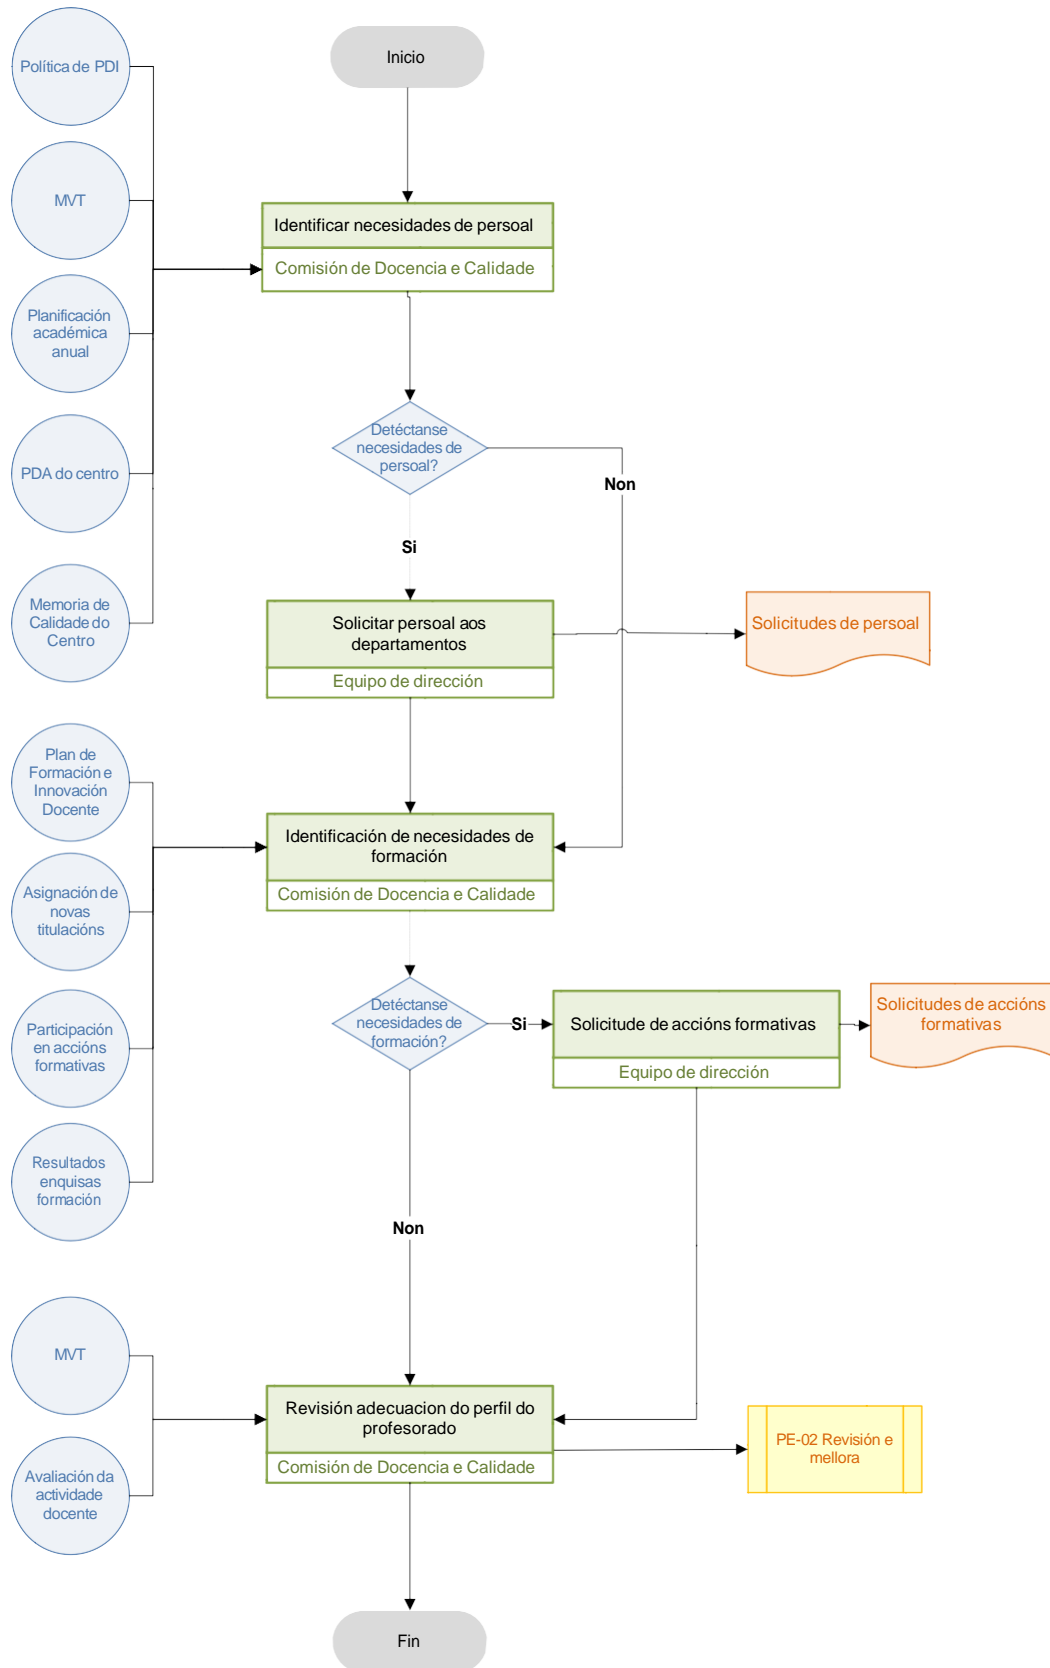 Inicio
Política de PDI
MVT
Planificación
académica
anual
PDA do centro
Memoria de
Calidade do
Centro
Identificar necesidades de persoal
Comisión de Docencia e Calidade
Detéctanse
necesidades de
persoal?
Non
Si
Solicitar persoal aos
departamentos
Equipo de dirección
Solicitudes de persoal
Plan de
Formación e
Innovación
Docente
Asignación de
novas
titulacións
Participación
en accións
formativas
Resultados
enquisas
formación
Identificación de necesidades de
formación
Comisión de Docencia e Calidade
Detéctanse
necesidades de
formación?
Si
Solicitude de accións formativas
Equipo de dirección
Solicitudes de accións
formativas
Non
MVT
Avaliación da
actividade
docente
Revisión adecuacion do perfil do
profesorado
Comisión de Docencia e Calidade
PE-02 Revisión e
mellora
Fin